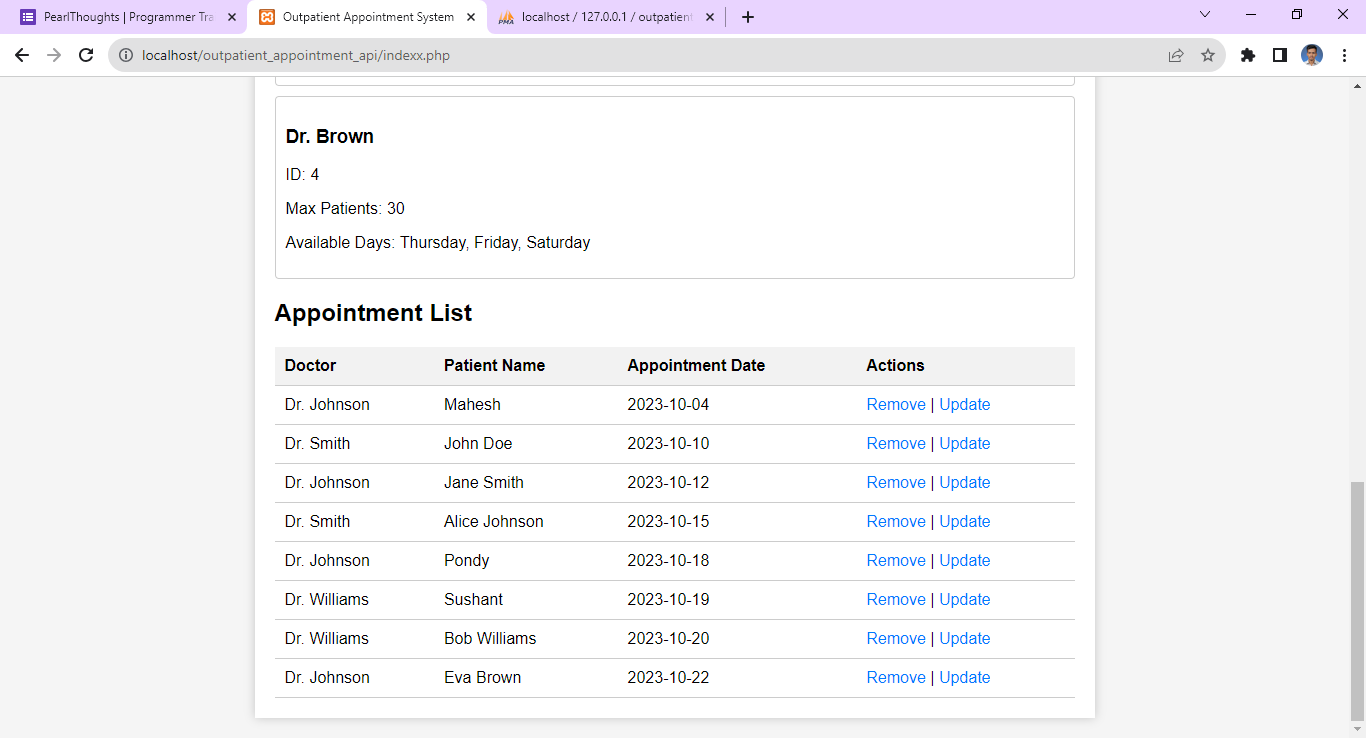 PearlThoughts | Programmer Tra
Outpatient Appointment System
localhost / 127.0.0.1 / outpatient
localhost/outpatient_appointment_api/indexx.php
Dr. Brown
ID: 4
Max Patients: 30
Available Days: Thursday, Friday, Saturday
Appointment List
Doctor Patient Name Appointment Date Actions
Dr. Johnson Mahesh 2023-10-04 Remove | Update
Dr. Smith John Doe 2023-10-10 Remove | Update
Dr. Johnson Jane Smith 2023-10-12 Remove | Update
Dr. Smith Alice Johnson 2023-10-15 Remove | Update
Dr. Johnson Pondy 2023-10-18 Remove | Update
Dr. Williams Sushant 2023-10-19 Remove | Update
Dr. Williams Bob Williams 2023-10-20 Remove | Update
Dr. Johnson Eva Brown 2023-10-22 Remove | Update